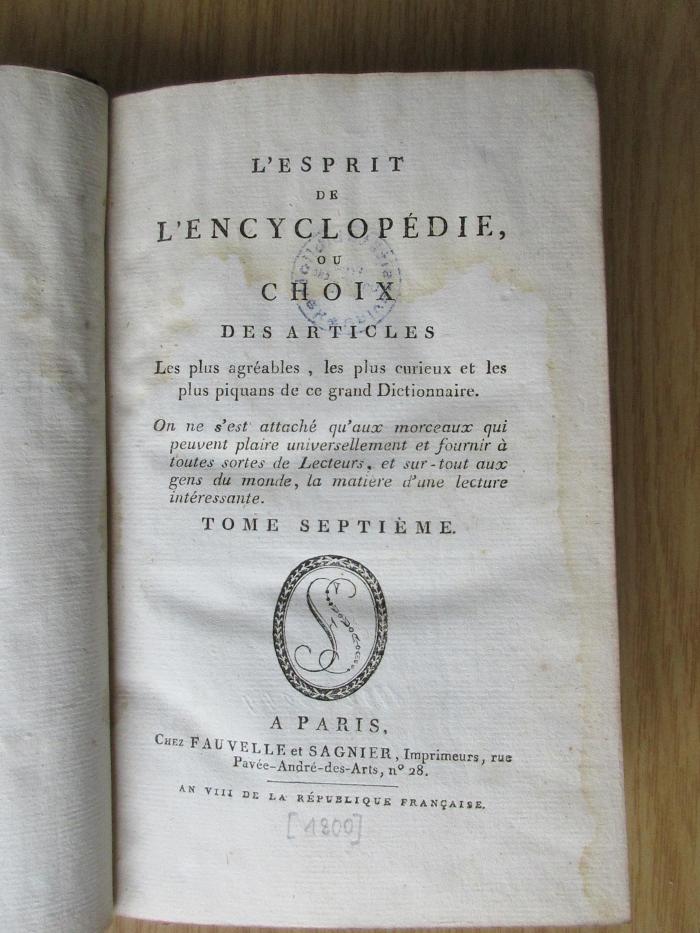 L'ESPRIT
DE
L'ENCYCLOPÉDIE,
OU
CHOIX
DES ARTICLES
Les plus agréables , les plus curieux et les
plus piquans de ce grand Dictionnaire.
On ne s'est attaché qu'aux morceaux qui
peuvent plaire universellement et fournir à
toutes sortes de Lecteurs, et sur-tout aux
gens du monde, la matière d'une lecture
intéressante.
TOME SEPTIÈME.
A PARIS,
Chez FAUVELLE et SAGNIER, Imprimeurs, rue
Pavée-André-des-Arts, n° 28.
AN VIII DE LA RÉPUBLIQUE FRANÇAISE.
[1800]